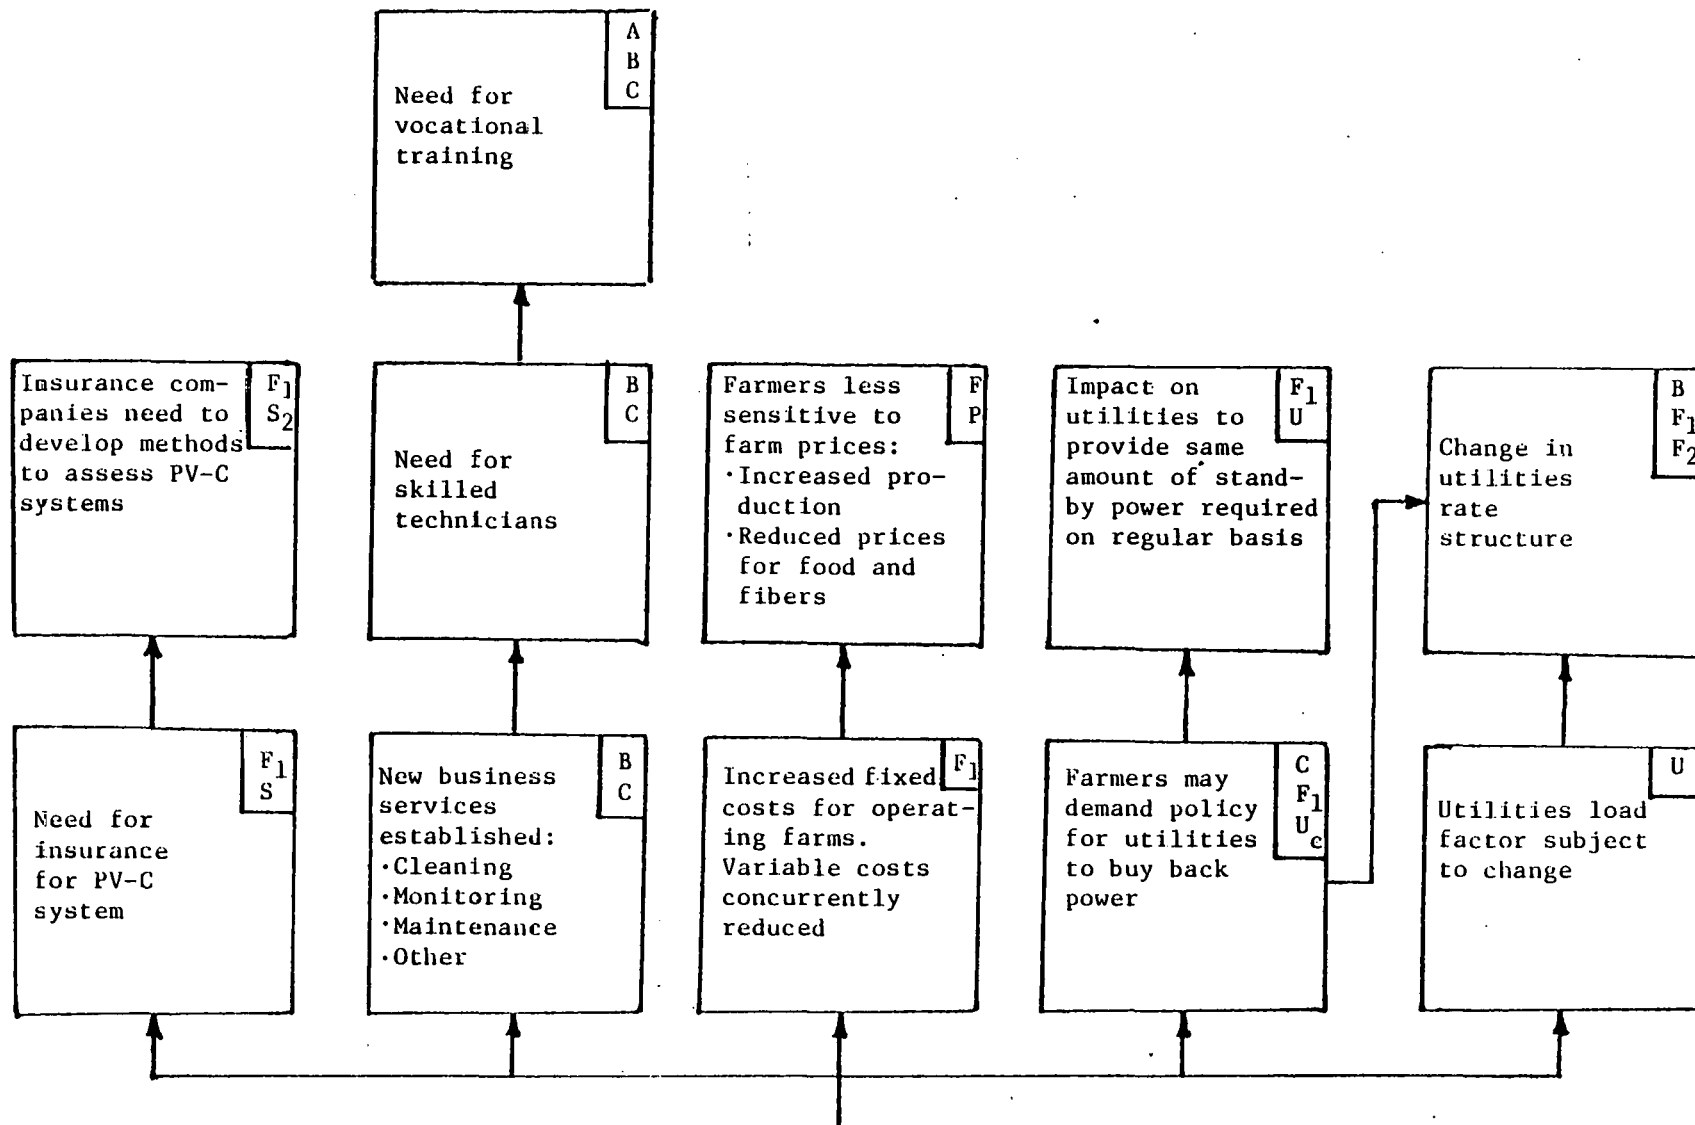 A
B
C
Need for
vocational
training
Insurance com-
panies need to
develop methods
to assess PV-C
systems
F1
S2
Need for
skilled
technicians
B
C
Farmers less
sensitive to
farm prices:
·Increased pro-
duction
·Reduced prices
for food and
fibers
F
P
Impact on
utilities to
provide same
amount of stand-
by power required
on regular basis
F1
U
Change in
utilities
rate
structure
B
F1
F2
Need for
insurance
for PV-C
system
F1
S
New business
services
established:
·Cleaning
·Monitoring
·Maintenance
·Other
B
C
Increased fixed
costs for operat-
ing farms.
Variable costs
concurrently
reduced
F1
Farmers may
demand policy
for utilities
to buy back
power
C
F1
Uc
Utilities load
factor subject
to change
U